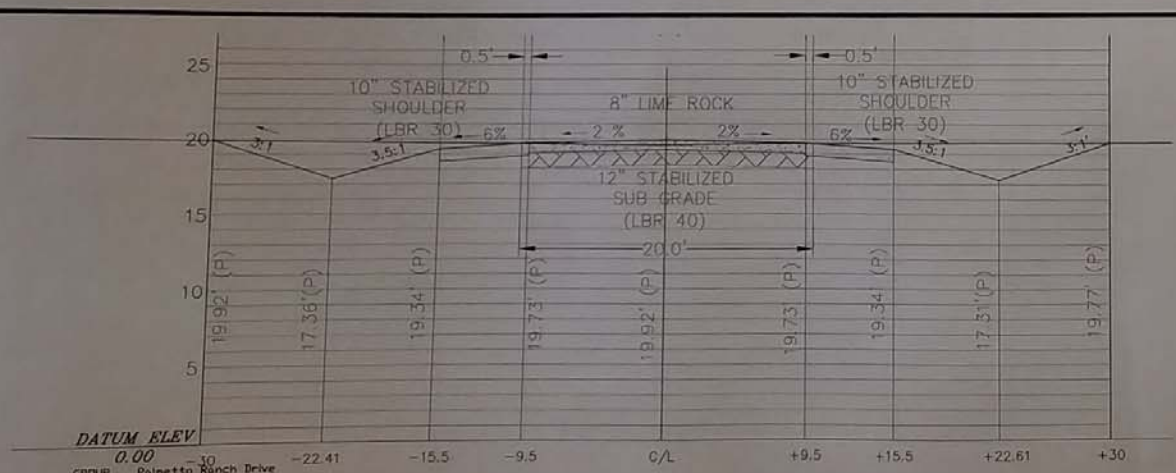 25
0.5'
0.5'
10" STABILIZED
SHOULDER
(LBR 30)
8" LIME ROCK
10" STABILIZED
SHOULDER
(LBR 30)
20
3:1
3.5:1
6%
2 %
2%
6%
3.5:1
3:1'
12" STABILIZED
SUB GRADE
(LBR 40)
15
20.0'
10
5
19.92' (P)
17.36'(P)
19.34' (P)
19.73' (P)
19.92' (P)
19.73' (P)
19.34' (P)
17.31'(P)
19.77' (P)
DATUM ELEV
0.00
-30
-22.41
-15.5
-9.5
C/L
+9.5
+15.5
+22.61
+30
Palmetto Ranch Drive